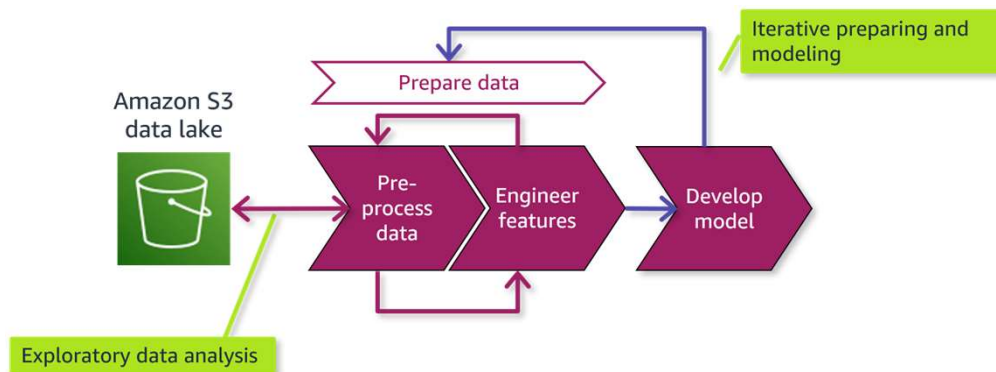 Iterative preparing and
modeling
Prepare data
Amazon S3
data lake
Pre-
process
data
Engineer
features
Develop
model
Exploratory data analysis